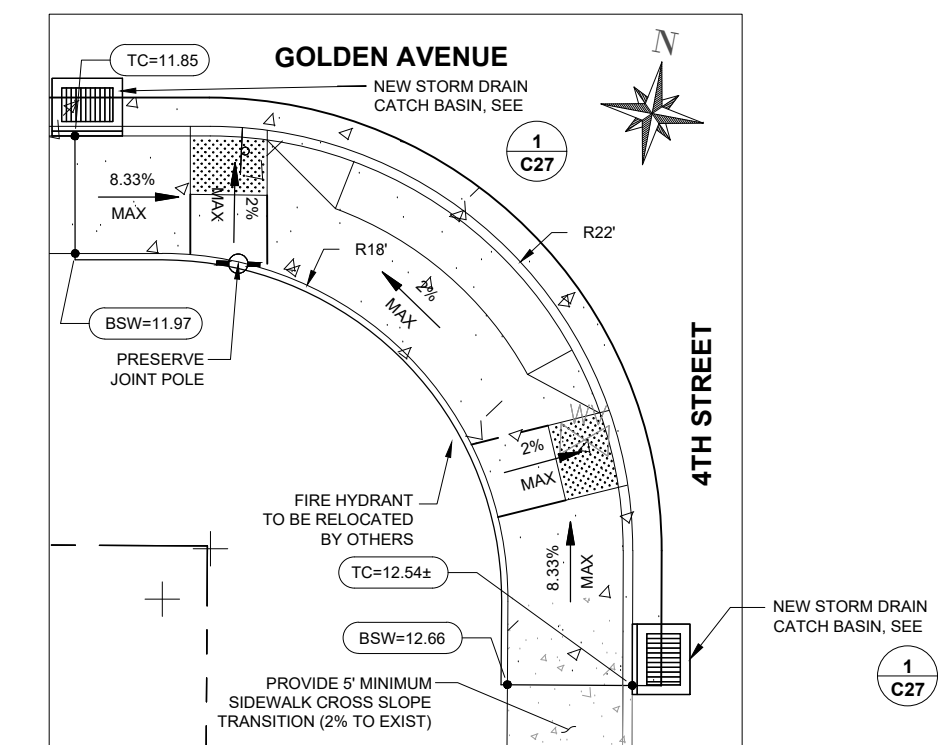 GOLDEN AVENUE
N
TC=11.85
NEW STORM DRAIN
CATCH BASIN, SEE
1
C27
8.33%
MAX
2%
MAX
R18'
R22'
2%
MAX
BSW=11.97
PRESERVE
JOINT POLE
4TH STREET
2%
MAX
FIRE HYDRANT
TO BE RELOCATED
BY OTHERS
8.33%
MAX
TC=12.54±
NEW STORM DRAIN
CATCH BASIN, SEE
1
C27
BSW=12.66
PROVIDE 5' MINIMUM
SIDEWALK CROSS SLOPE
TRANSITION (2% TO EXIST)